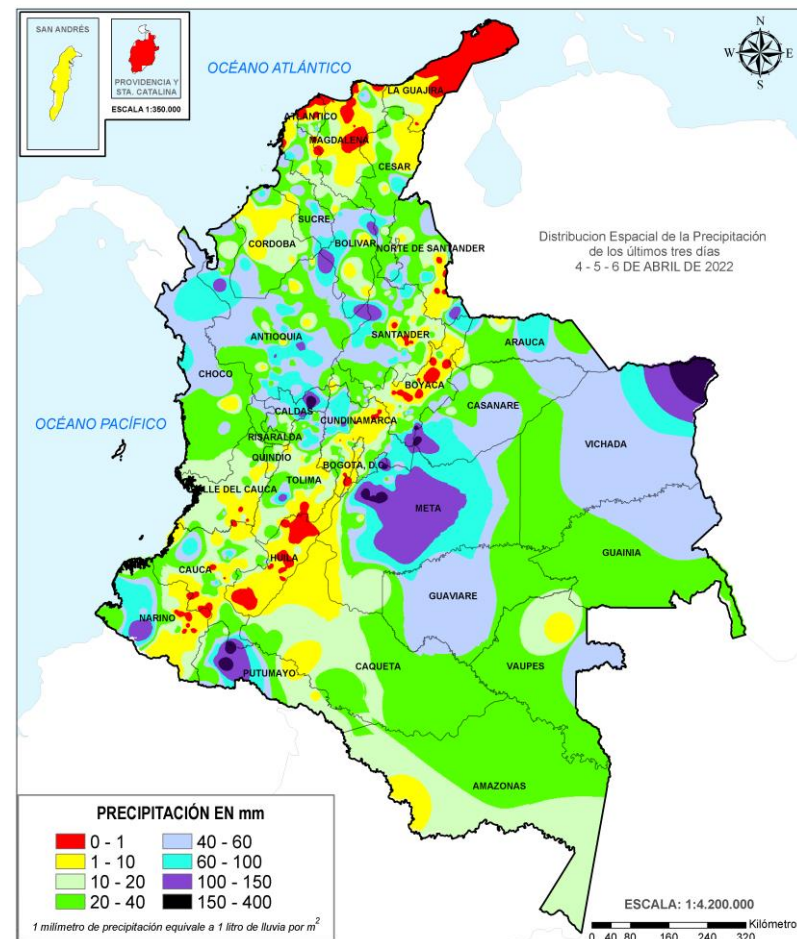 SAN ANDRÉS
PROVIDENCIA Y
STA. CATALINA
ESCALA 1:350.000
OCÉANO ATLÁNTICO
N
W E
S
LA GUAJIRA
ATLANTICO
MAGDALENA
CESAR
SUCRE
CORDOBA
BOLIVAR
NORTE DE SANTANDER
Distribucion Espacial de la Precipitación
de los últimos tres días
4 - 5 - 6 DE ABRIL DE 2022
ANTIOQUIA
SANTANDER
ARAUCA
CHOCO
BOYACA
CASANARE
OCÉANO PACÍFICO
CALDAS
CUNDINAMARCA
VICHADA
RISARALDA
QUINDIO
BOGOTA, D.C
TOLIMA
VALLE DEL CAUCA
META
HUILA
GUAINIA
CAUCA
GUAVIARE
NARIÑO
VAUPES
CAQUETA
PUTUMAYO
AMAZONAS
PRECIPITACIÓN EN mm
0 - 1 40 - 60
1 - 10 60 - 100
10 - 20 100 - 150
20 - 40 150 - 400
1 milímetro de precipitación equivale a 1 litro de lluvia por m²
ESCALA: 1:4.200.000
Kilómetro
0 40 80 160 240 320